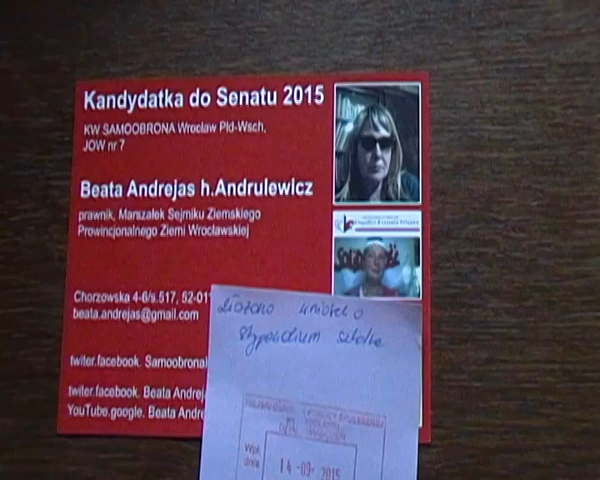 Kandydatka do Senatu 2015
KW SAMOOBRONA Wrocław Płd-Wsch,
JOW nr 7
Beata Andrejas h.Andrulewicz
prawnik, Marszałek Sejmiku Ziemskiego
Prowincjonalnego Ziemi Wrocławskiej
Chorzowska 4-6/s.517, 52-01
beata.andrejas@gmail.com
twiter.facebook. Samoobrona
twiter.facebook. Beata Andrej
YouTube.google. Beata Andre
złożono wniosek o
stypendium szkolne
Wpł.
dnia
14 -09- 2015